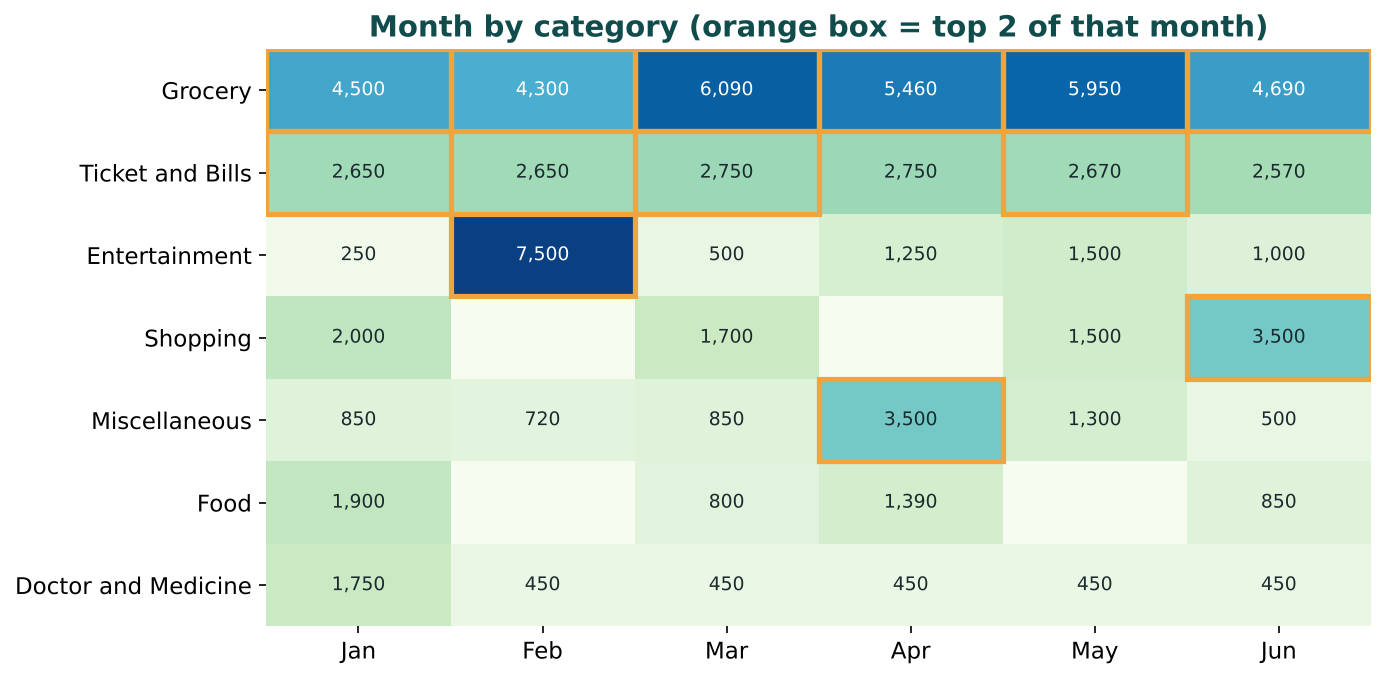 Month by category (orange box = top 2 of that month)
Grocery 4,500 4,300 6,090 5,460 5,950 4,690
Ticket and Bills 2,650 2,650 2,750 2,750 2,670 2,570
Entertainment 250 7,500 500 1,250 1,500 1,000
Shopping 2,000 1,700 1,500 3,500
Miscellaneous 850 720 850 3,500 1,300 500
Food 1,900 800 1,390 850
Doctor and Medicine 1,750 450 450 450 450 450
Jan Feb Mar Apr May Jun